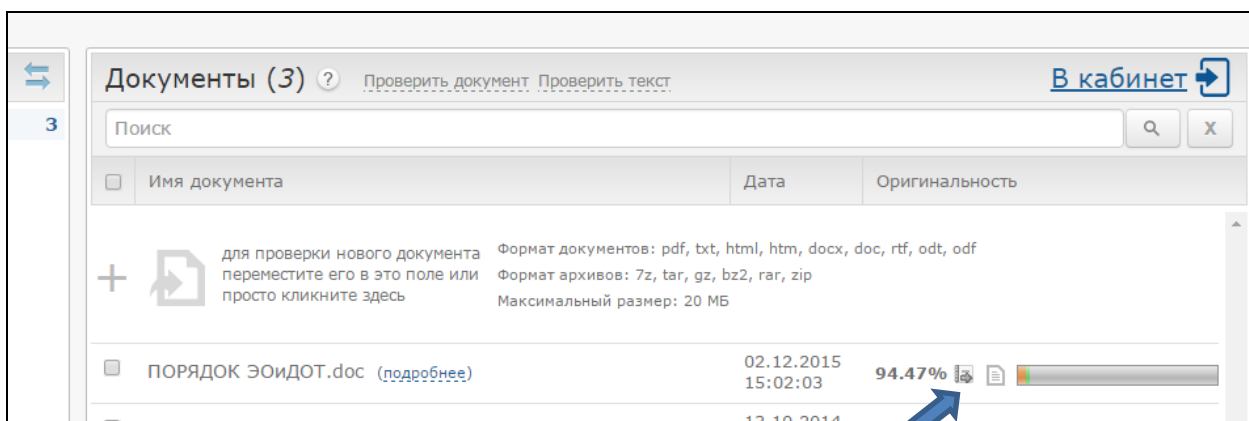 Документы (3) ? Проверить документ Проверить текст В кабинет
3
Поиск X
Имя документа Дата Оригинальность
для проверки нового документа
переместите его в это поле или
просто кликните здесь
Формат документов: pdf, txt, html, htm, docx, doc, rtf, odt, odf
Формат архивов: 7z, tar, gz, bz2, rar, zip
Максимальный размер: 20 МБ
ПОРЯДОК ЭОиДОТ.doc (подробнее) 02.12.2015
15:02:03 94.47%